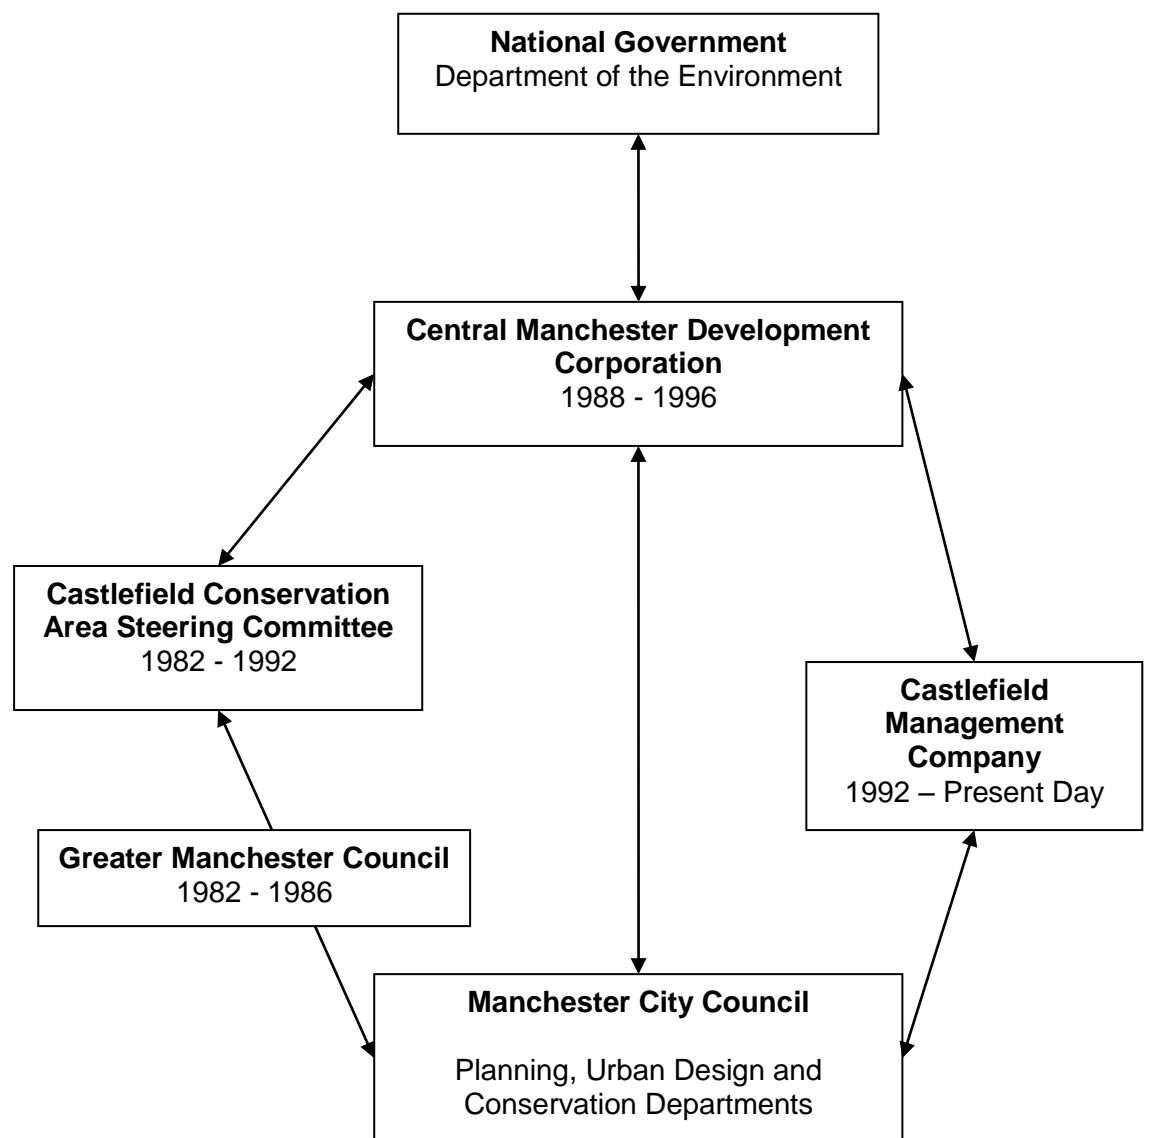 National Government
Department of the Environment
Central Manchester Development
Corporation
1988 - 1996
Castlefield Conservation
Area Steering Committee
1982 - 1992
Castlefield
Management
Company
1992 – Present Day
Greater Manchester Council
1982 - 1986
Manchester City Council
Planning, Urban Design and
Conservation Departments